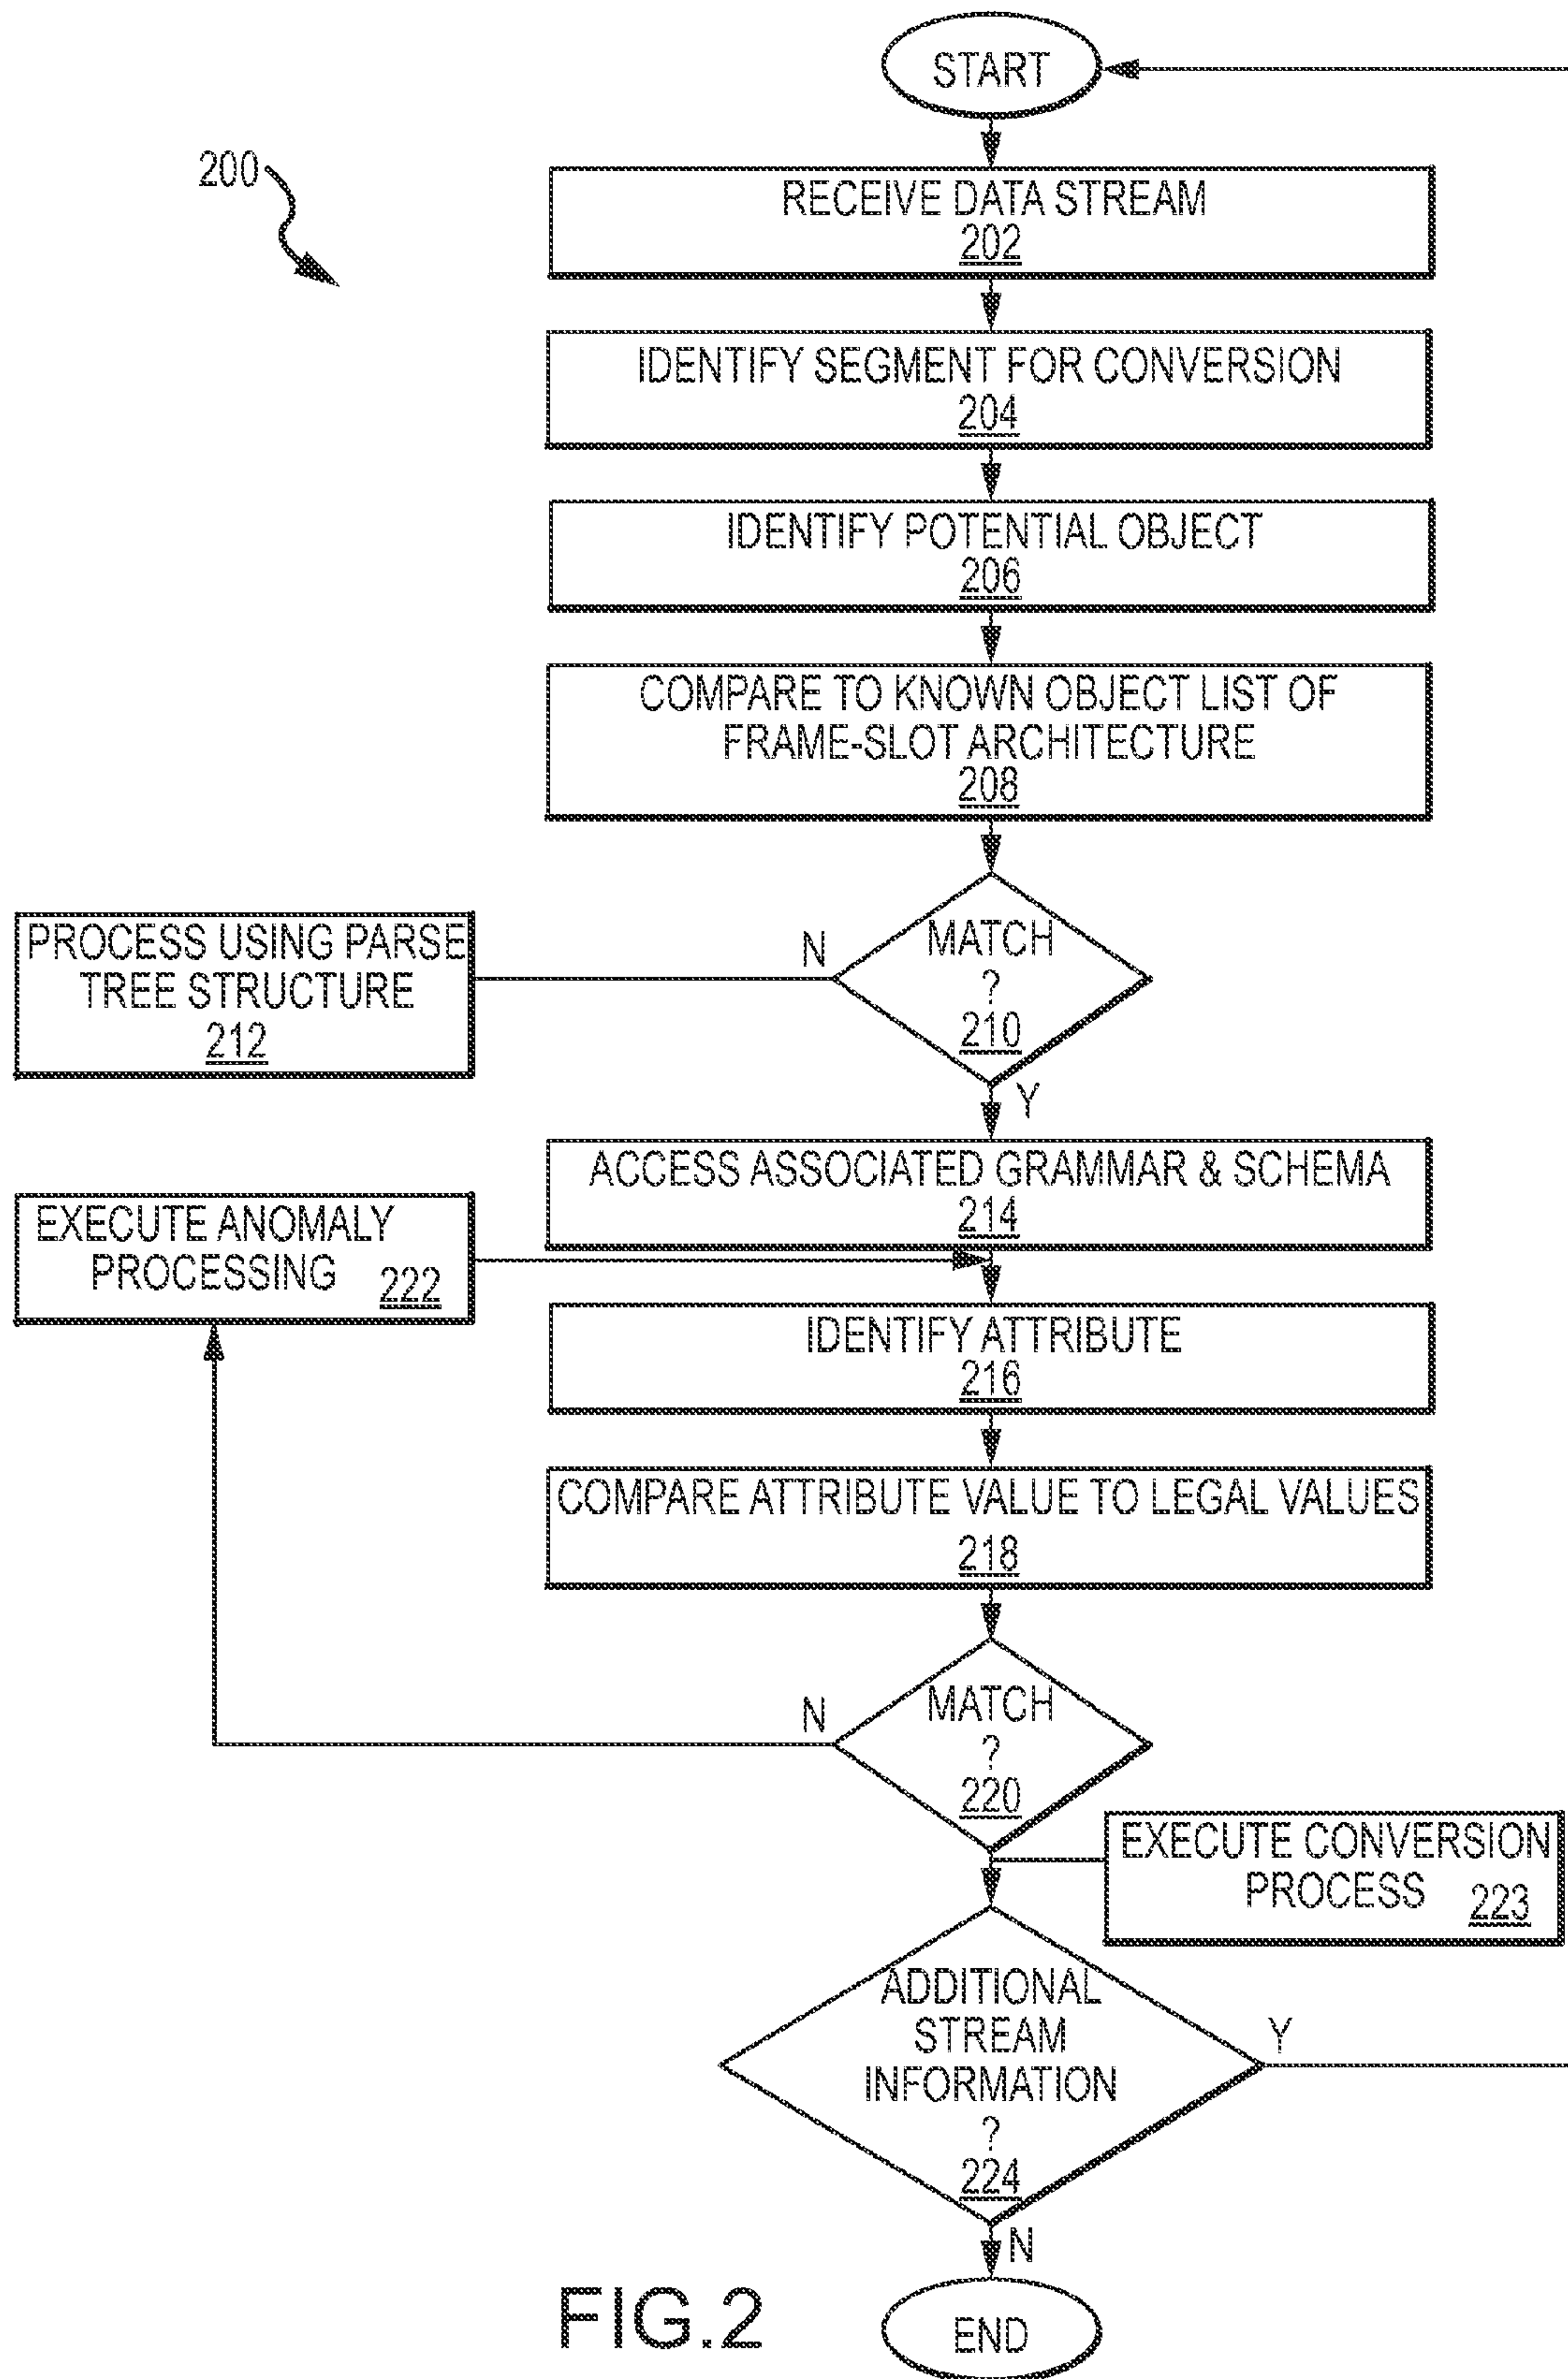 START
200
RECEIVE DATA STREAM
202
IDENTIFY SEGMENT FOR CONVERSION
204
IDENTIFY POTENTIAL OBJECT
206
COMPARE TO KNOWN OBJECT LIST OF
FRAME-SLOT ARCHITECTURE
208
PROCESS USING PARSE
TREE STRUCTURE
212
N
MATCH
?
210
Y
ACCESS ASSOCIATED GRAMMAR & SCHEMA
214
EXECUTE ANOMALY
PROCESSING 222
IDENTIFY ATTRIBUTE
216
COMPARE ATTRIBUTE VALUE TO LEGAL VALUES
218
N
MATCH
?
220
EXECUTE CONVERSION
PROCESS 223
ADDITIONAL
STREAM
INFORMATION
?
224
Y
N
END
FIG.2